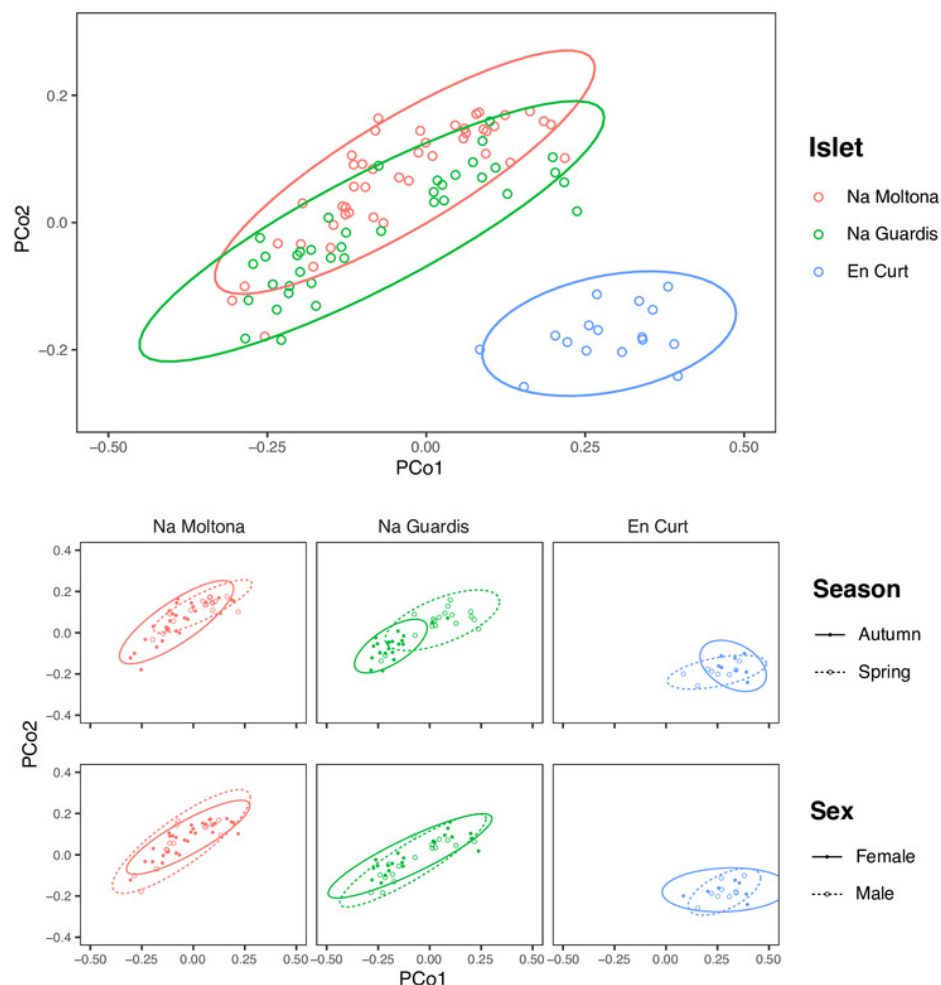 0.2
0.0
−0.2
PCo2
−0.50
−0.25
0.00
0.25
0.50
PCo1
Islet
Na Moltona
Na Guardis
En Curt
Na Moltona
Na Guardis
En Curt
0.4
0.2
0.0
−0.2
−0.4
Season
Autumn
Spring
PCo2
0.4
0.2
0.0
−0.2
−0.4
−0.50 −0.25 0.00 0.25 0.50
−0.50 −0.25 0.00 0.25 0.50
−0.50 −0.25 0.00 0.25 0.50
PCo1
Sex
Female
Male